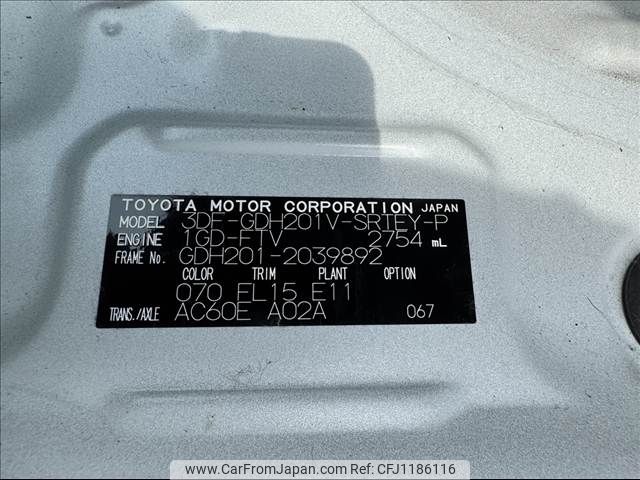 TOYOTA MOTOR CORPORATION JAPAN
MODEL 3DF-GDH201V-SRTEY-P
ENGINE 1GD-FTV 2754 mL
FRAME No. GDH201-2039892
COLOR TRIM PLANT OPTION
070 FL15 E11
TRANS./AXLE AC60E A02A 067
www.CarFromJapan.com/car/CFJ1186116